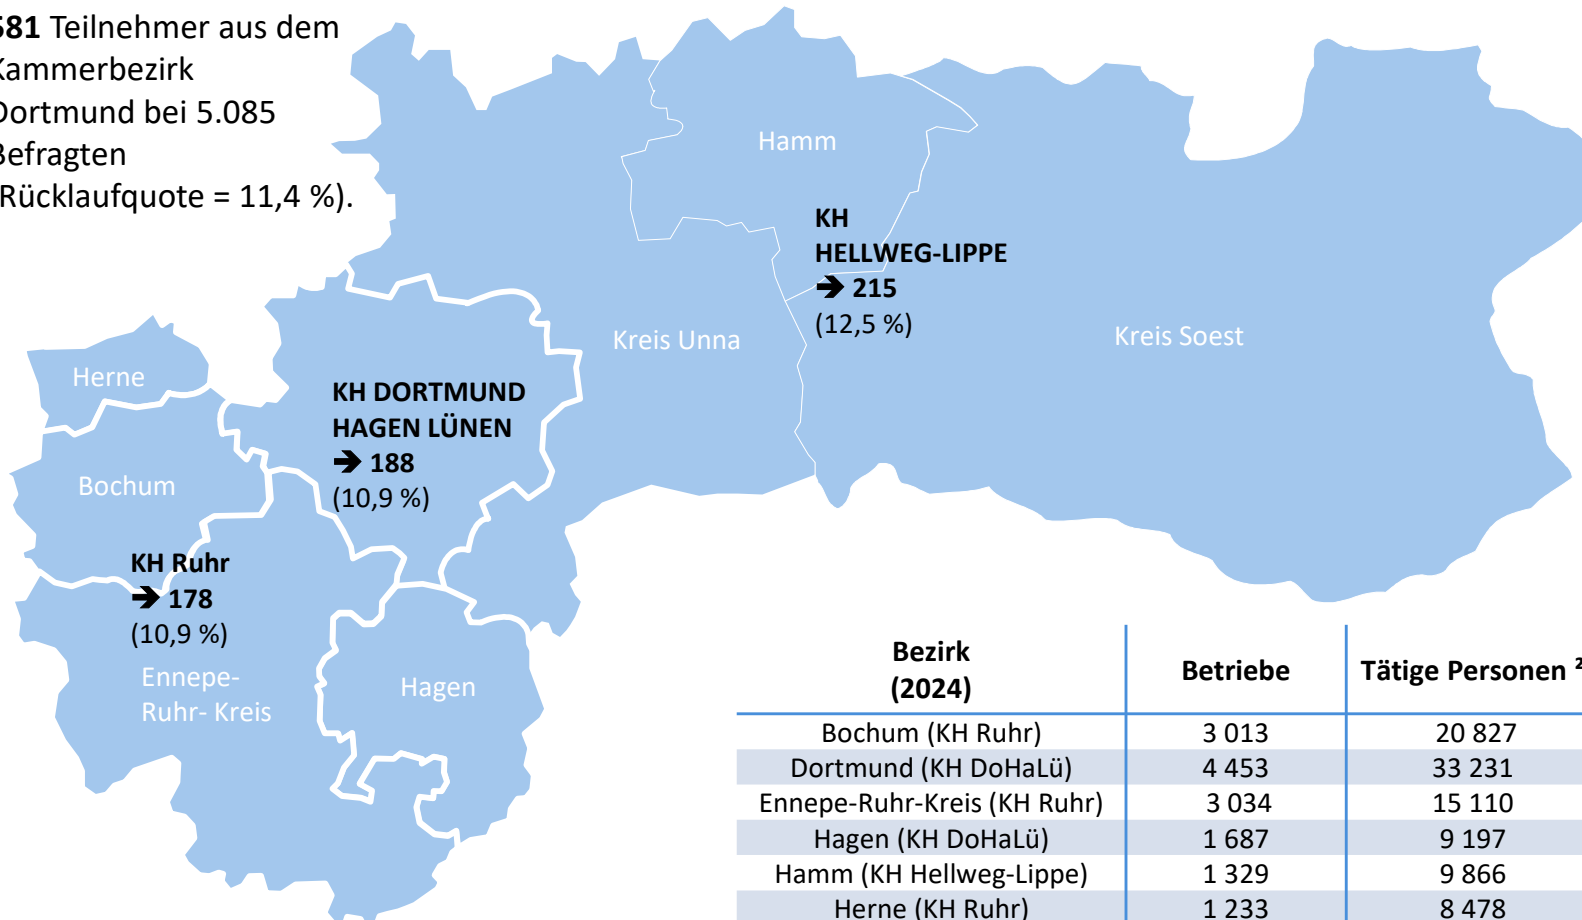 581 Teilnehmer aus dem
Kammerbezirk
Dortmund bei 5.085
Befragten
(Rücklaufquote = 11,4 %).
Hamm
KH
HELLWEG-LIPPE
➔ 215
(12,5 %)
Kreis Unna
Kreis Soest
Herne
KH DORTMUND
HAGEN LÜNEN
➔ 188
(10,9 %)
Bochum
KH Ruhr
➔ 178
(10,9 %)
Ennepe-
Ruhr- Kreis
Hagen
Bezirk
(2024) Betriebe Tätige Personen ²
Bochum (KH Ruhr) 3 013 20 827
Dortmund (KH DoHaLü) 4 453 33 231
Ennepe-Ruhr-Kreis (KH Ruhr) 3 034 15 110
Hagen (KH DoHaLü) 1 687 9 197
Hamm (KH Hellweg-Lippe) 1 329 9 866
Herne (KH Ruhr) 1 233 8 478